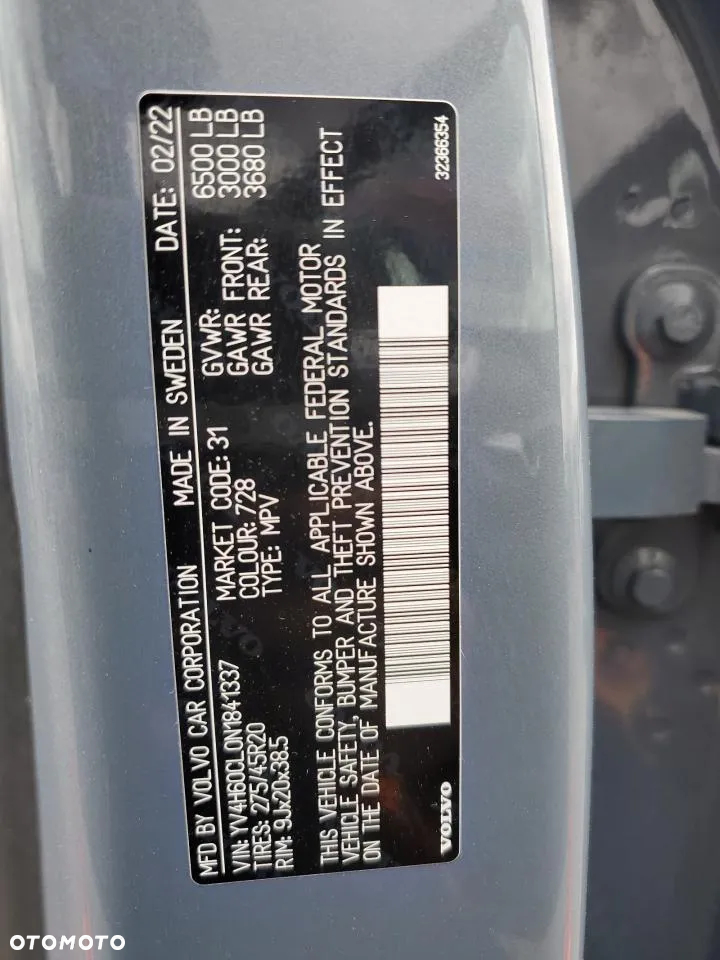 MFD BY VOLVO CAR CORPORATION MADE IN SWEDEN DATE: 02/22
VIN: YV4H60CL0N1841337 MARKET CODE: 31 GVWR: 6500 LB
TIRES: 275/45R20 COLOUR: 728 GAWR FRONT: 3000 LB
RIM: 9Jx20x38.5 TYPE: MPV GAWR REAR: 3680 LB
THIS VEHICLE CONFORMS TO ALL APPLICABLE FEDERAL MOTOR
VEHICLE SAFETY, BUMPER AND THEFT PREVENTION STANDARDS IN EFFECT
ON THE DATE OF MANUFACTURE SHOWN ABOVE.
VOLVO 32366354
OTOMOTO